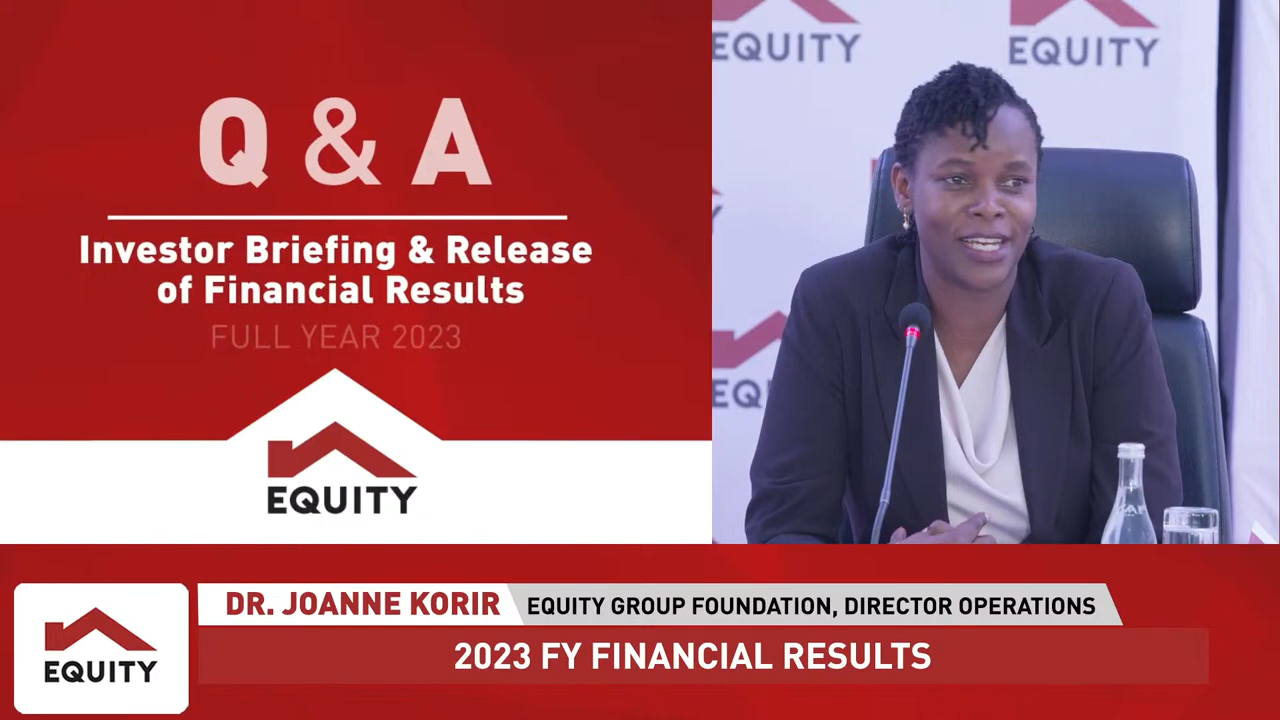 Q & A
Investor Briefing & Release
of Financial Results
FULL YEAR 2023
EQUITY
EQUITY
EQUITY
EQUITY
DR. JOANNE KORIR
EQUITY GROUP FOUNDATION, DIRECTOR OPERATIONS
2023 FY FINANCIAL RESULTS